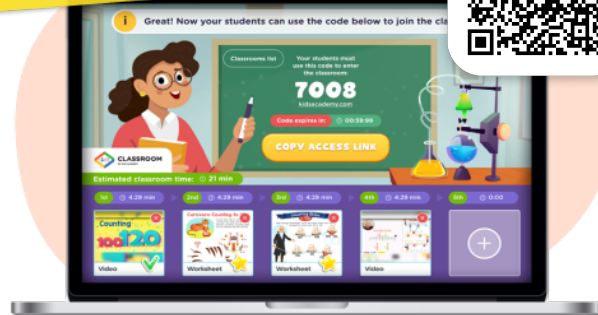 Great! Now your students can use the code below to join the cla
Classrooms list
Your students must
use this code to enter
the classroom:
7008
kidsacademy.com
Code expires in: 00:59:99
COPY ACCESS LINK
CLASSROOM
Estimated classroom time: 21 min
1st 4:29 min 2nd 4:29 min 3rd 4:29 min 4th 4:29 min 5th 0:00
Counting
100 120
Video Worksheet Worksheet Video